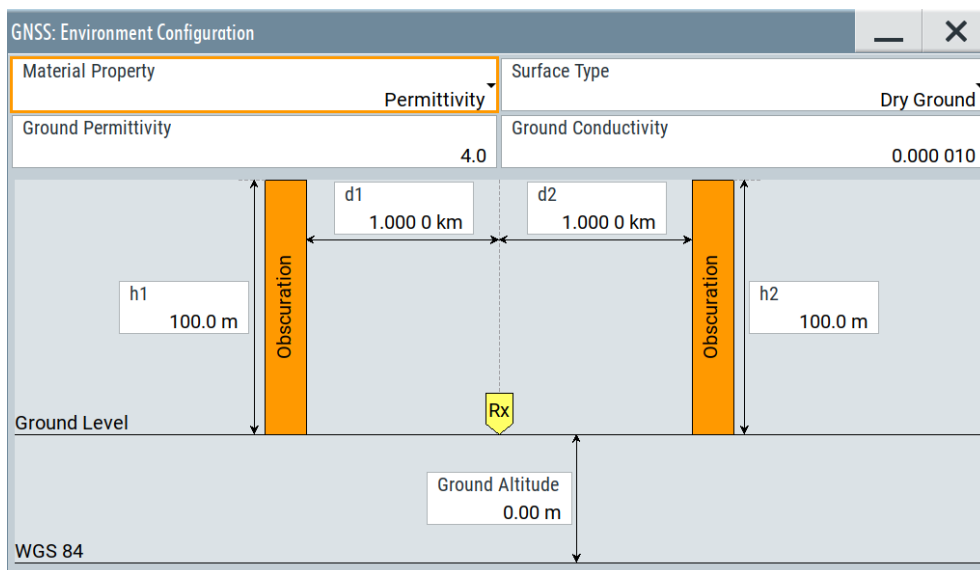 GNSS: Environment Configuration
Material Property
Permittivity
Surface Type
Dry Ground
Ground Permittivity
4.0
Ground Conductivity
0.000 010
d1
1.000 0 km
d2
1.000 0 km
Obscuration
Obscuration
h1
100.0 m
h2
100.0 m
Rx
Ground Level
Ground Altitude
0.00 m
WGS 84